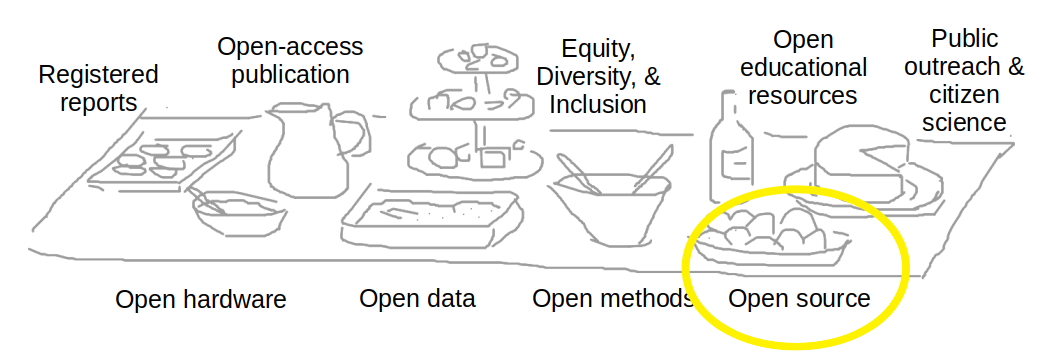 Registered
reports
Open-access
publication
Equity,
Diversity, &
Inclusion
Open
educational
resources
Public
outreach &
citizen
science
Open hardware
Open data
Open methods
Open source